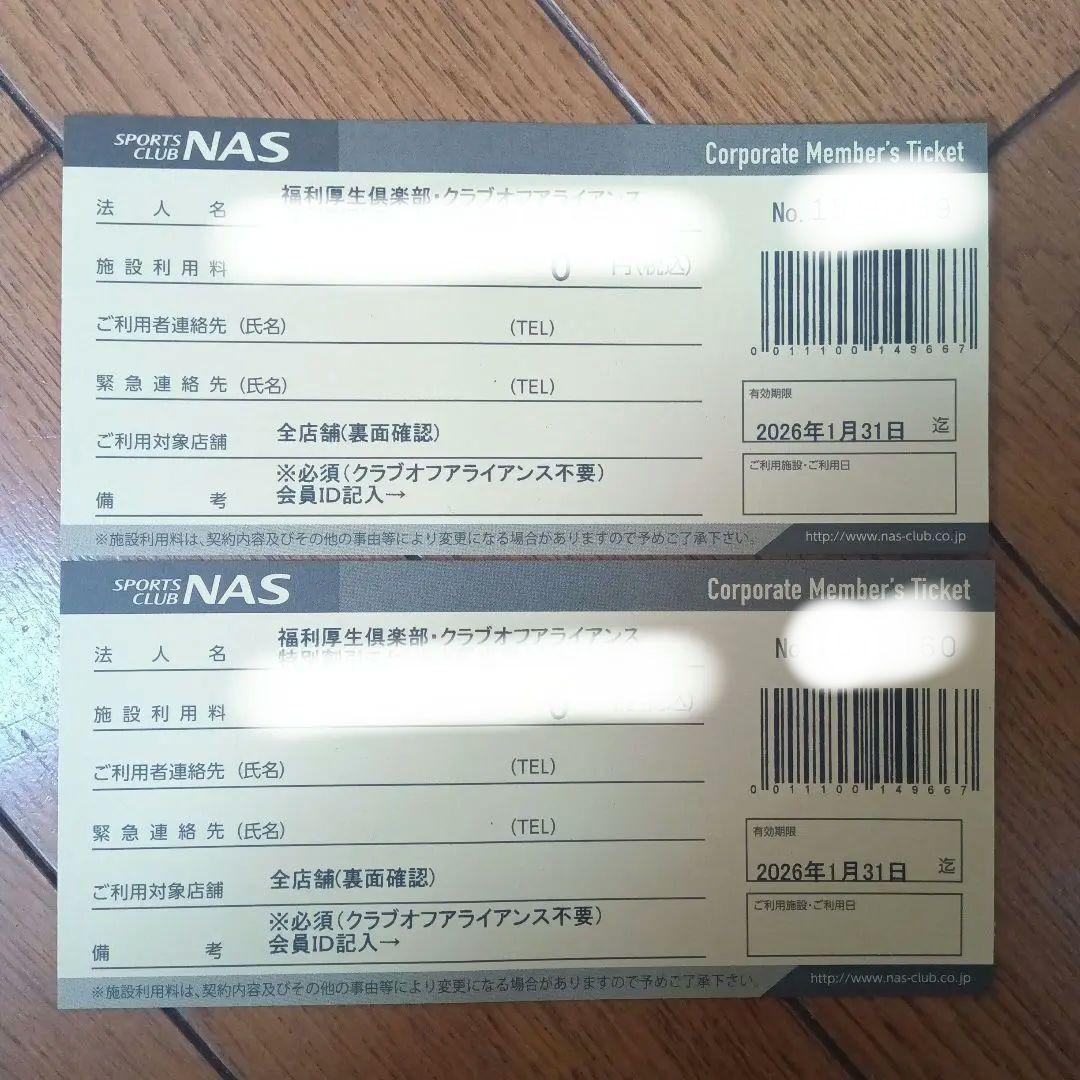 SPORTS CLUB NAS
Corporate Member's Ticket
法人名 福利厚生倶楽部・クラブオフアライアンス
No.
施設利用料 0 円(税込)
0 011100 149667
ご利用者連絡先 (氏名) (TEL)
緊急連絡先 (氏名) (TEL)
有効期限
2026年1月31日 迄
ご利用対象店舗 全店舗(裏面確認)
ご利用施設・ご利用日
備考 ※必須(クラブオフアライアンス不要)
会員ID記入→
※施設利用料は、契約内容及びその他の事由等により変更になる場合がありますので予めご了承下さい。
http://www.nas-club.co.jp
SPORTS CLUB NAS
Corporate Member's Ticket
法人名 福利厚生倶楽部・クラブオフアライアンス
特別割引
No 60
施設利用料
0 011100 149667
ご利用者連絡先 (氏名) (TEL)
緊急連絡先 (氏名) (TEL)
有効期限
2026年1月31日 迄
ご利用対象店舗 全店舗(裏面確認)
ご利用施設・ご利用日
備考 ※必須(クラブオフアライアンス不要)
会員ID記入→
※施設利用料は、契約内容及びその他の事由等により変更になる場合がありますので予めご了承下さい。
http://www.nas-club.co.jp